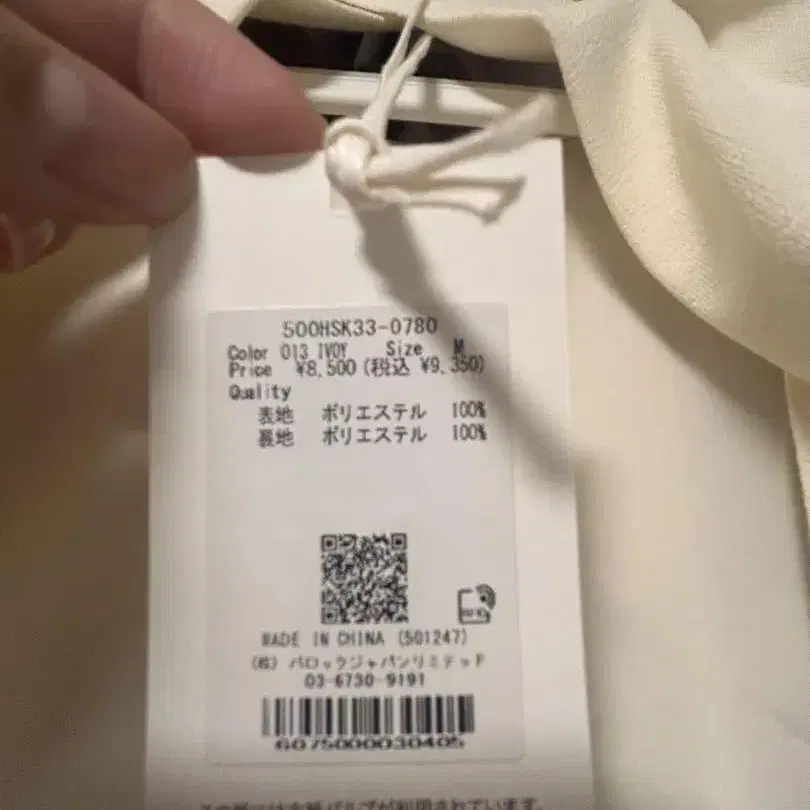 500HSK33-0780
Color 013 IVOY Size M
Price ¥8,500(税込 ¥9,350)
Quality
表地 ポリエステル 100%
裏地 ポリエステル 100%
MADE IN CHINA (501247)
(株) バロックジャパンリミテッド
03-6730-9191
6075000030405